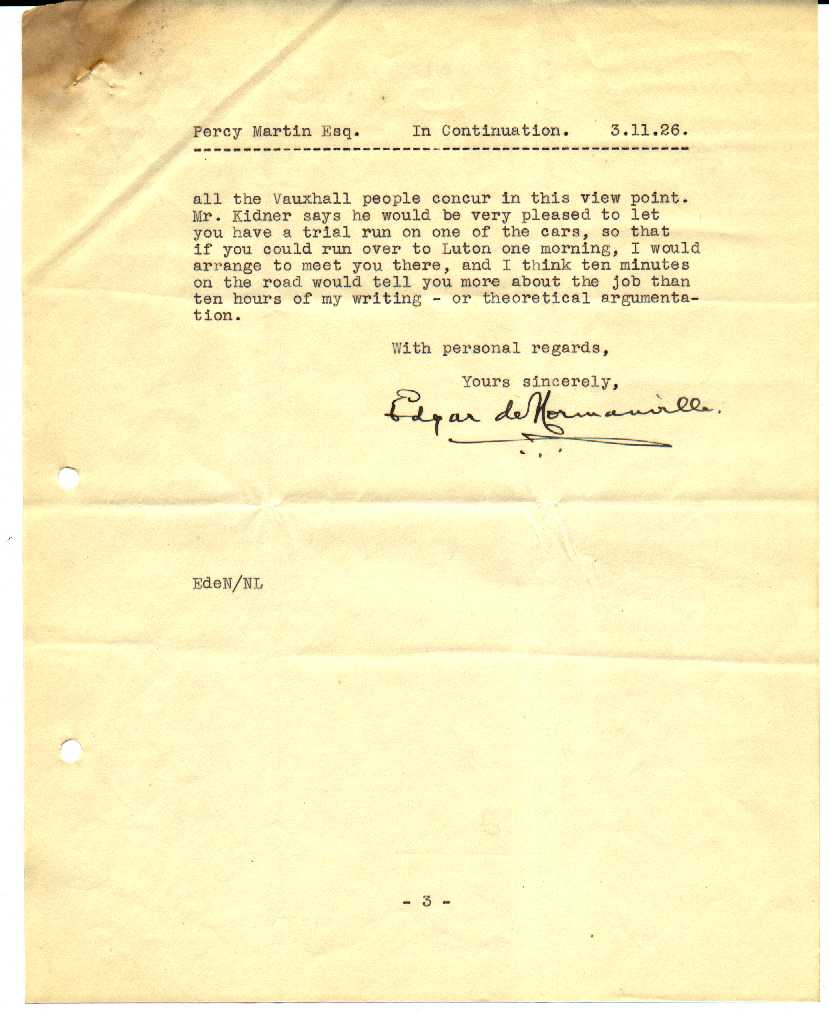 Percy Martin Esq. In Continuation. 3.11.26.
all the Vauxhall people concur in this view point.
Mr. Kidner says he would be very pleased to let
you have a trial run on one of the cars, so that
if you could run over to Luton one morning, I would
arrange to meet you there, and I think ten minutes
on the road would tell you more about the job than
ten hours of my writing - or theoretical argumenta-
tion.
With personal regards,
Yours sincerely,
Edgar de Normanville.
EdeN/NL
- 3 -